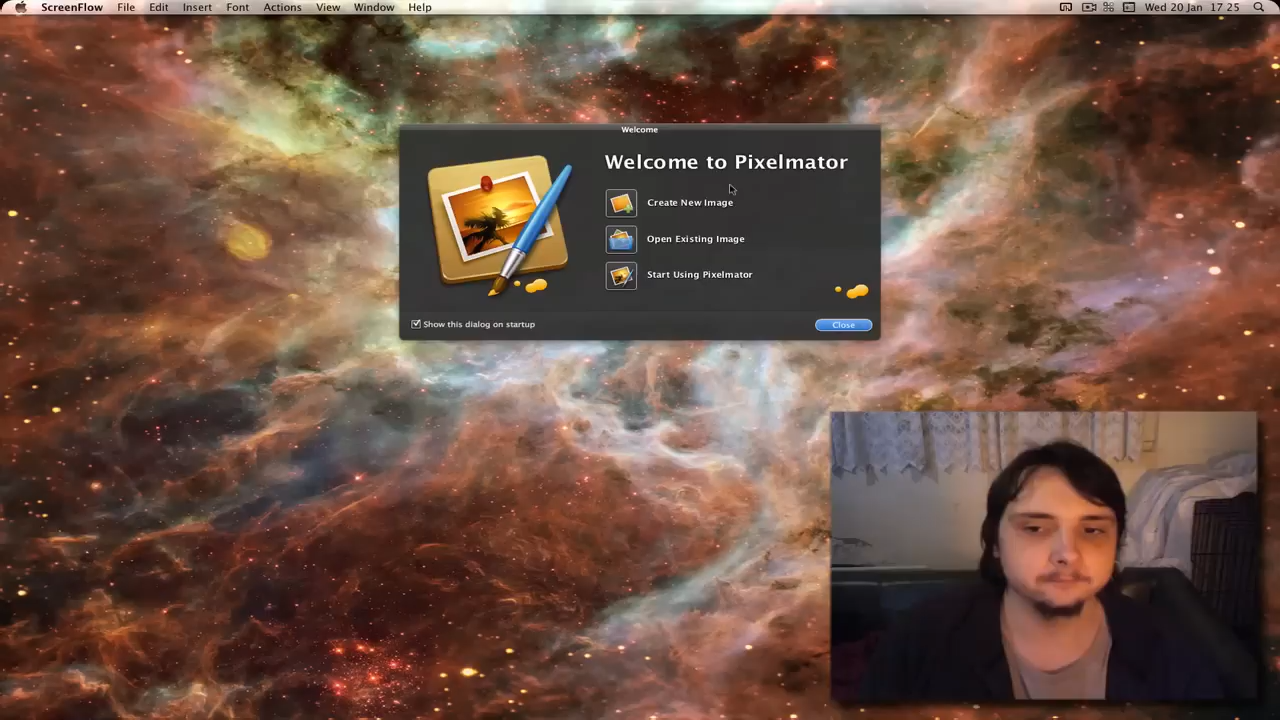 ScreenFlow File Edit Insert Font Actions View Window Help Wed 20 Jan 17 25
Welcome
Welcome to Pixelmator
Create New Image
Open Existing Image
Start Using Pixelmator
Show this dialog on startup
Close